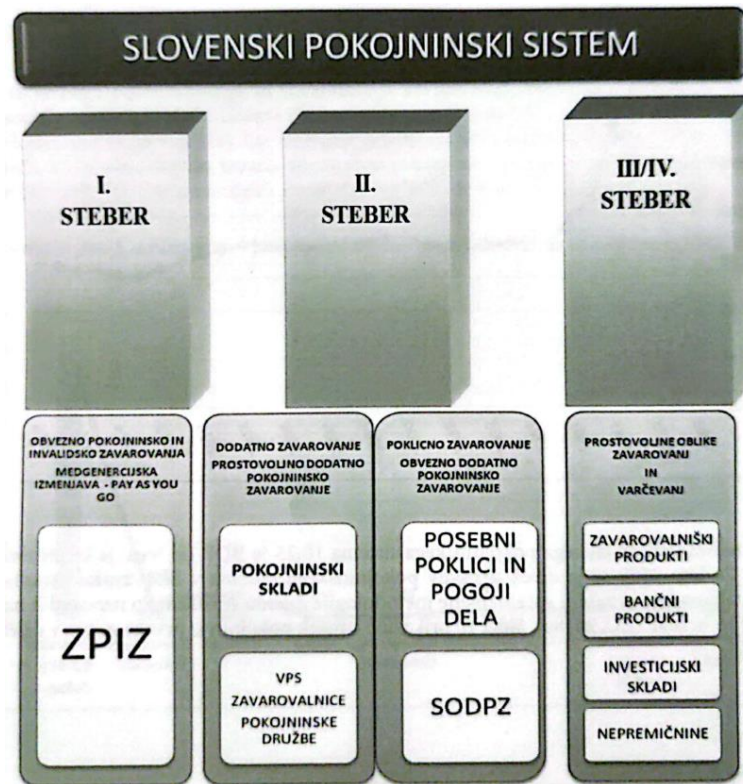 SLOVENSKI POKOJNINSKI SISTEM
I.
STEBER
II.
STEBER
III/IV.
STEBER
OBVEZNO POKOJNINSKO IN
INVALIDSKO ZAVAROVANJA
MEDGENERCIJSKA
IZMENJAVA - PAY AS YOU
GO
ZPIZ
DODATNO ZAVAROVANJE
PROSTOVOLJNO DODATNO
POKOJNINSKO
ZAVAROVANJE
POKOJNINSKI
SKLADI
VPS
ZAVAROVALNICE
POKOJNINSKE
DRUŽBE
POKLICNO ZAVAROVANJE
OBVEZNO DODATNO
POKOJNINSKO
ZAVAROVANJE
POSEBNI
POKLICI IN
POGOJI
DELA
SODPZ
PROSTOVOLJNE OBLIKE
ZAVAROVANJ
IN
VARČEVANJ
ZAVAROVALNIŠKI
PRODUKTI
BANČNI
PRODUKTI
INVESTICIJSKI
SKLADI
NEPREMIČNINE